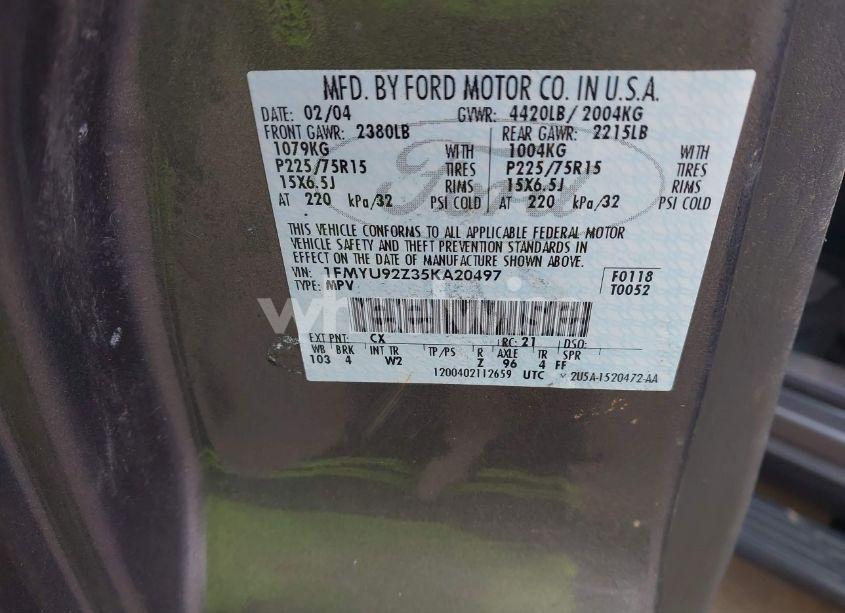 MFD. BY FORD MOTOR CO. IN U.S.A.
DATE: 02/04 GVWR: 4420LB/ 2004KG
FRONT GAWR: 2380LB REAR GAWR: 2215LB
1079KG WITH 1004KG WITH
P225/75R15 TIRES P225/75R15 TIRES
15X6.5J RIMS 15X6.5J RIMS
AT 220 kPa/32 PSI COLD AT 220 kPa/32 PSI COLD
Ford
THIS VEHICLE CONFORMS TO ALL APPLICABLE FEDERAL MOTOR
VEHICLE SAFETY AND THEFT PREVENTION STANDARDS IN
EFFECT ON THE DATE OF MANUFACTURE SHOWN ABOVE.
VIN: 1FMYU92Z35KA20497 F0118
TYPE: MPV T0052
EXT PNT: CX RC: 21 DSO:
WB BRK INT TR TP/PS R AXLE TR SPR
103 4 W2 Z 96 4 FF
1200402112659 UTC 2U5A-1520472-AA